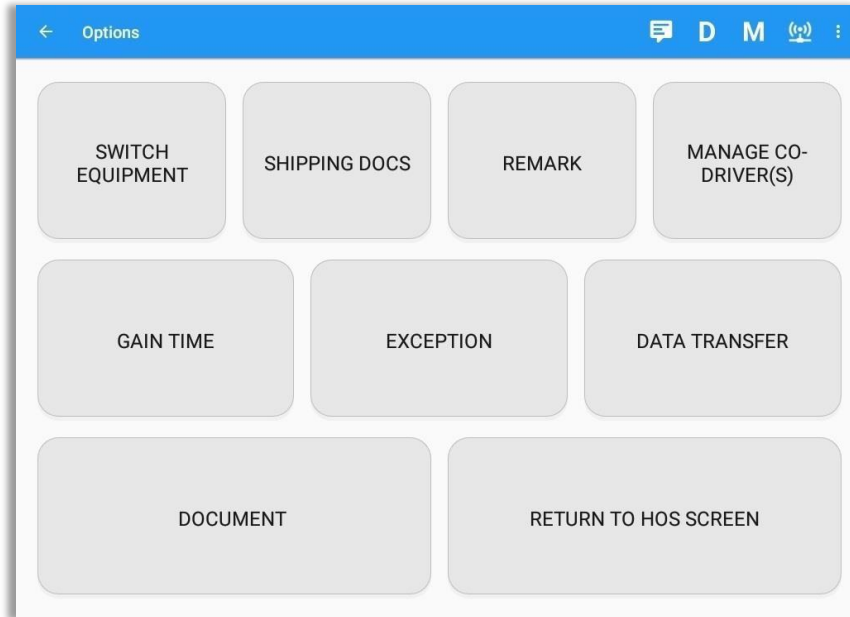 Options
D M
SWITCH
EQUIPMENT
SHIPPING DOCS
REMARK
MANAGE CO-
DRIVER(S)
GAIN TIME
EXCEPTION
DATA TRANSFER
DOCUMENT
RETURN TO HOS SCREEN